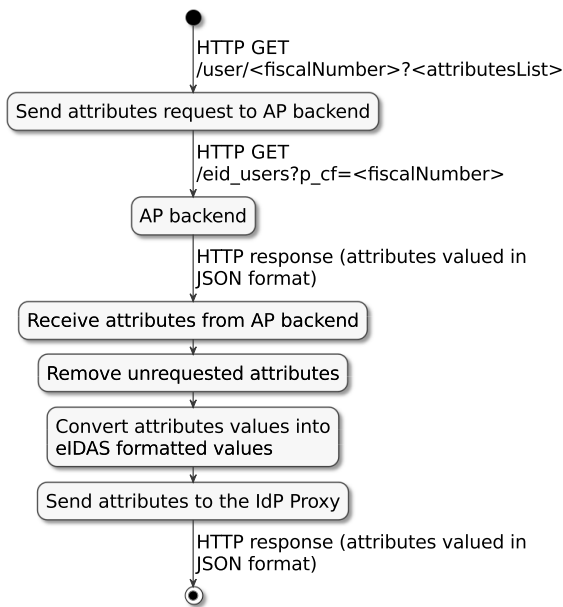 HTTP GET
/user/<fiscalNumber>?<attributesList>
Send attributes request to AP backend
HTTP GET
/eid_users?p_cf=<fiscalNumber>
AP backend
HTTP response (attributes valued in
JSON format)
Receive attributes from AP backend
Remove unrequested attributes
Convert attributes values into
eIDAS formatted values
Send attributes to the IdP Proxy
HTTP response (attributes valued in
JSON format)